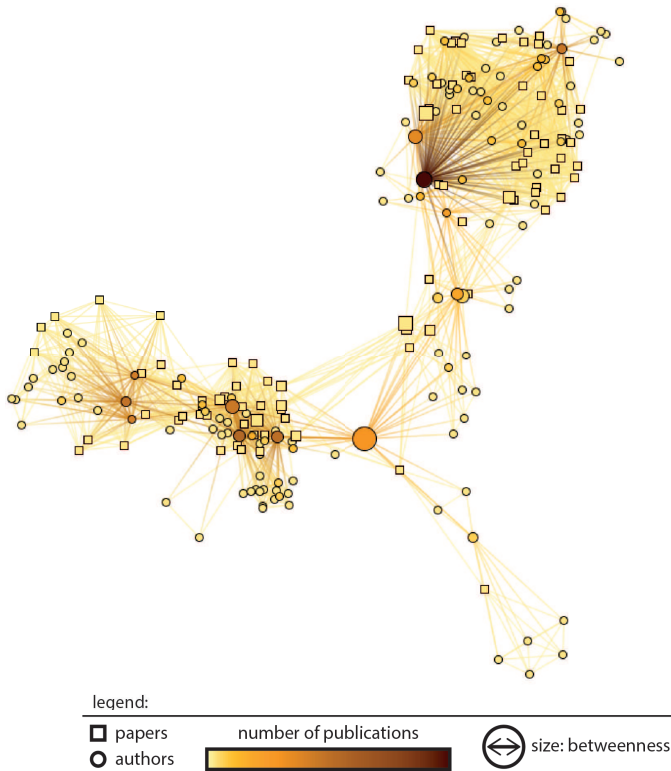 legend:
papers
authors
number of publications
size: betweenness